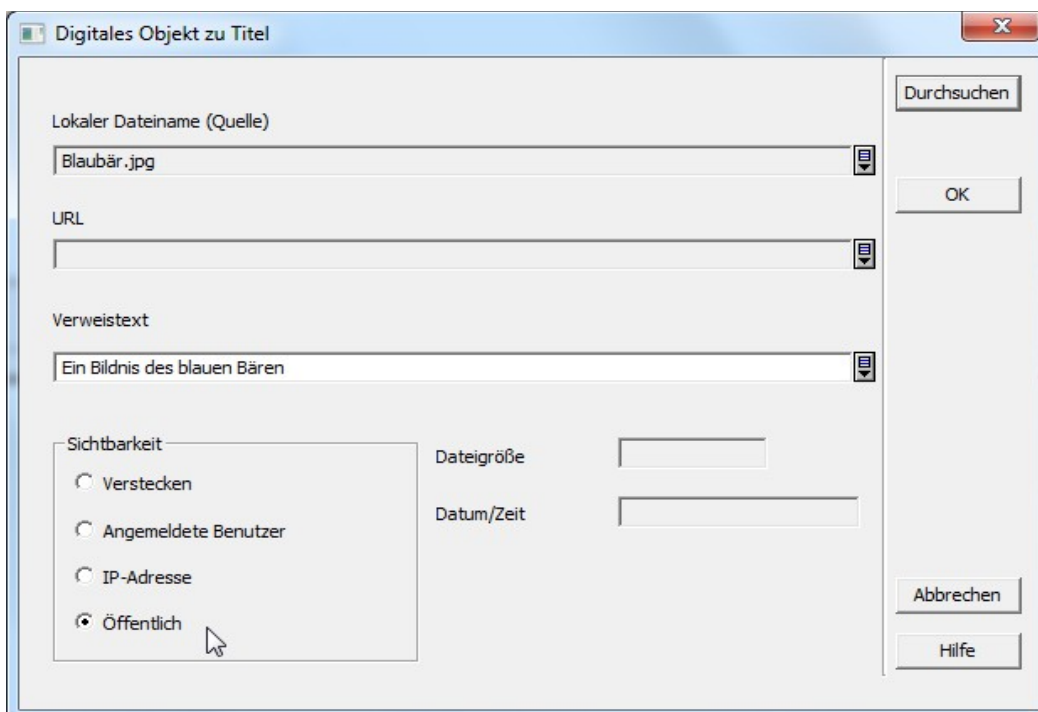 Digitales Objekt zu Titel
Durchsuchen
Lokaler Dateiname (Quelle)
Blaubär.jpg
OK
URL
Verweistext
Ein Bildnis des blauen Bären
Sichtbarkeit
Verstecken
Angemeldete Benutzer
IP-Adresse
Öffentlich
Dateigröße
Datum/Zeit
Abbrechen
Hilfe